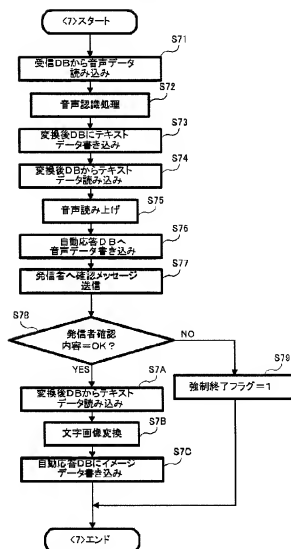 <7>スタート
S71
受信DBから音声データ
読み込み
S72
音声認識処理
S73
変換後DBにテキスト
データ書き込み
S74
変換後DBからテキスト
データ読み込み
S75
音声読み上げ
S76
自動応答DBへ
音声データ書き込み
S77
発信者へ確認メッセージ
送信
S78
発信者確認
内容=OK?
NO
YES
S79
強制終了フラグ=1
S7A
変換後DBからテキスト
データ読み込み
S7B
文字画像変換
S7C
自動応答DBにイメージ
データ書き込み
<7>エンド